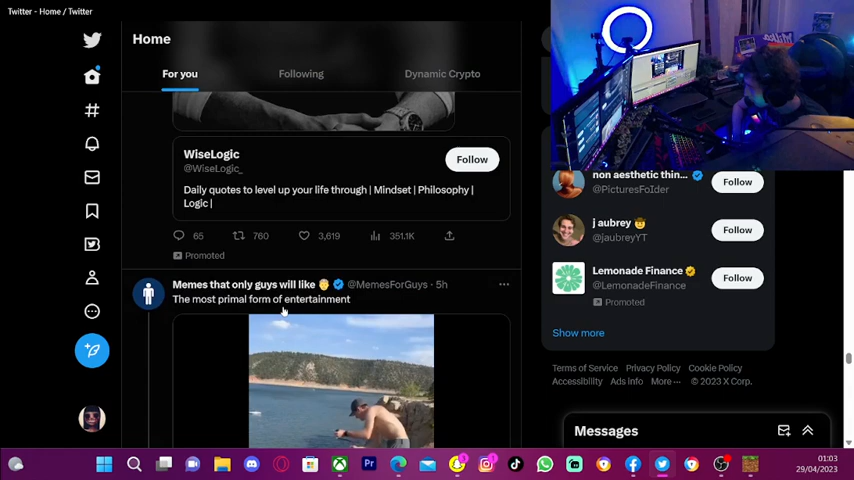 Twitter - Home / Twitter
Home
For you
Following
Dynamic Crypto
WiseLogic
@WiseLogic_
Follow
Daily quotes to level up your life through | Mindset | Philosophy |
Logic |
65
760
3,619
351.1K
Promoted
Memes that only guys will like
@MemesForGuys · 5h
The most primal form of entertainment
non aesthetic thin...
@PicturesFoIder
Follow
j aubrey
@jaubreyYT
Follow
Lemonade Finance
@LemonadeFinance
Follow
Promoted
Show more
Terms of Service
Privacy Policy
Cookie Policy
Accessibility
Ads info
More ···
© 2023 X Corp.
Messages
Pr
01:03
29/04/2023